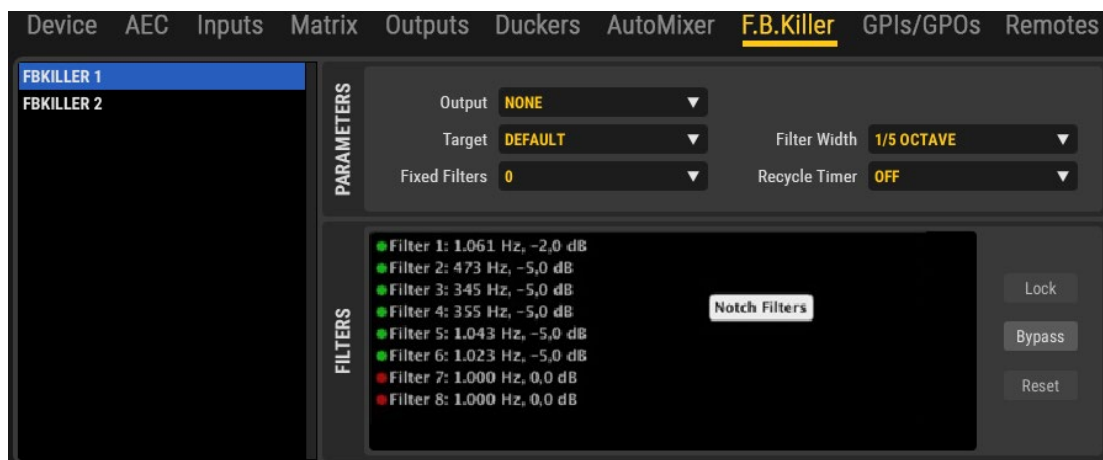 Device AEC Inputs Matrix Outputs Duckers AutoMixer F.B.Killer GPIs/GPOs Remotes
FBKILLER 1
FBKILLER 2
PARAMETERS
Output NONE
Target DEFAULT Filter Width 1/5 OCTAVE
Fixed Filters 0 Recycle Timer OFF
FILTERS
Filter 1: 1.061 Hz, -2,0 dB
Filter 2: 473 Hz, -5,0 dB
Filter 3: 345 Hz, -5,0 dB
Filter 4: 355 Hz, -5,0 dB
Filter 5: 1.043 Hz, -5,0 dB
Filter 6: 1.023 Hz, -5,0 dB
Filter 7: 1.000 Hz, 0,0 dB
Filter 8: 1.000 Hz, 0,0 dB
Notch Filters
Lock
Bypass
Reset